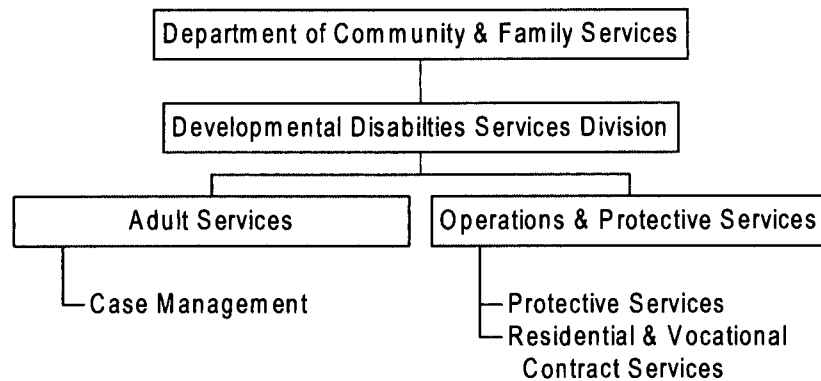 Department of Community & Family Services
Developmental Disabilties Services Division
Adult Services
Operations & Protective Services
Case Management
Protective Services
Residential & Vocational
Contract Services